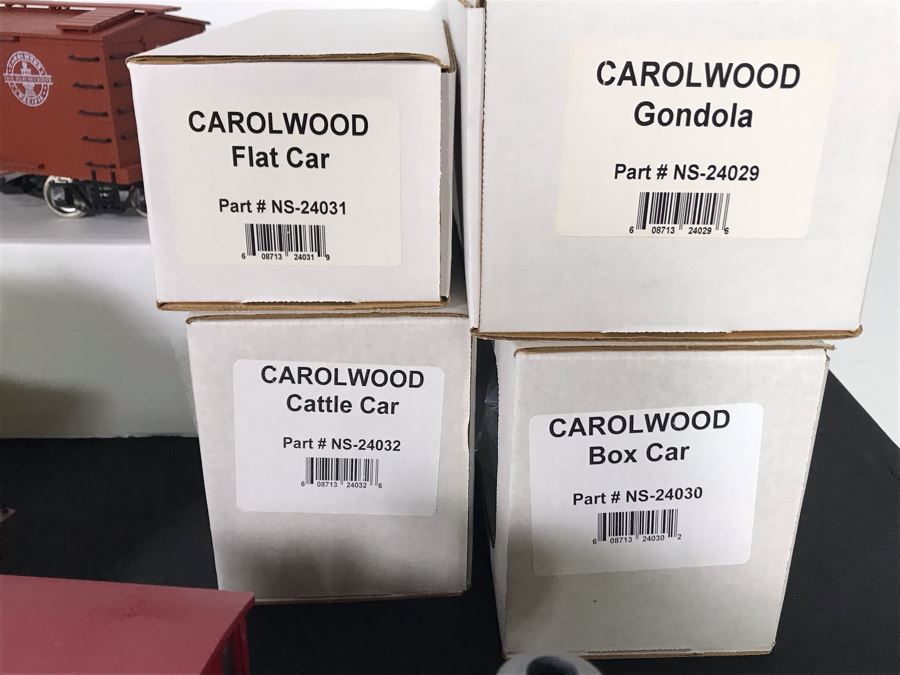 CAROLWOOD
PACIFIC
CAROLWOOD
Flat Car
Part # NS-24031
6 08713 24031 9
CAROLWOOD
Gondola
Part # NS-24029
6 08713 24029 6
CAROLWOOD
Cattle Car
Part # NS-24032
6 08713 24032 6
CAROLWOOD
Box Car
Part # NS-24030
6 08713 24030 2